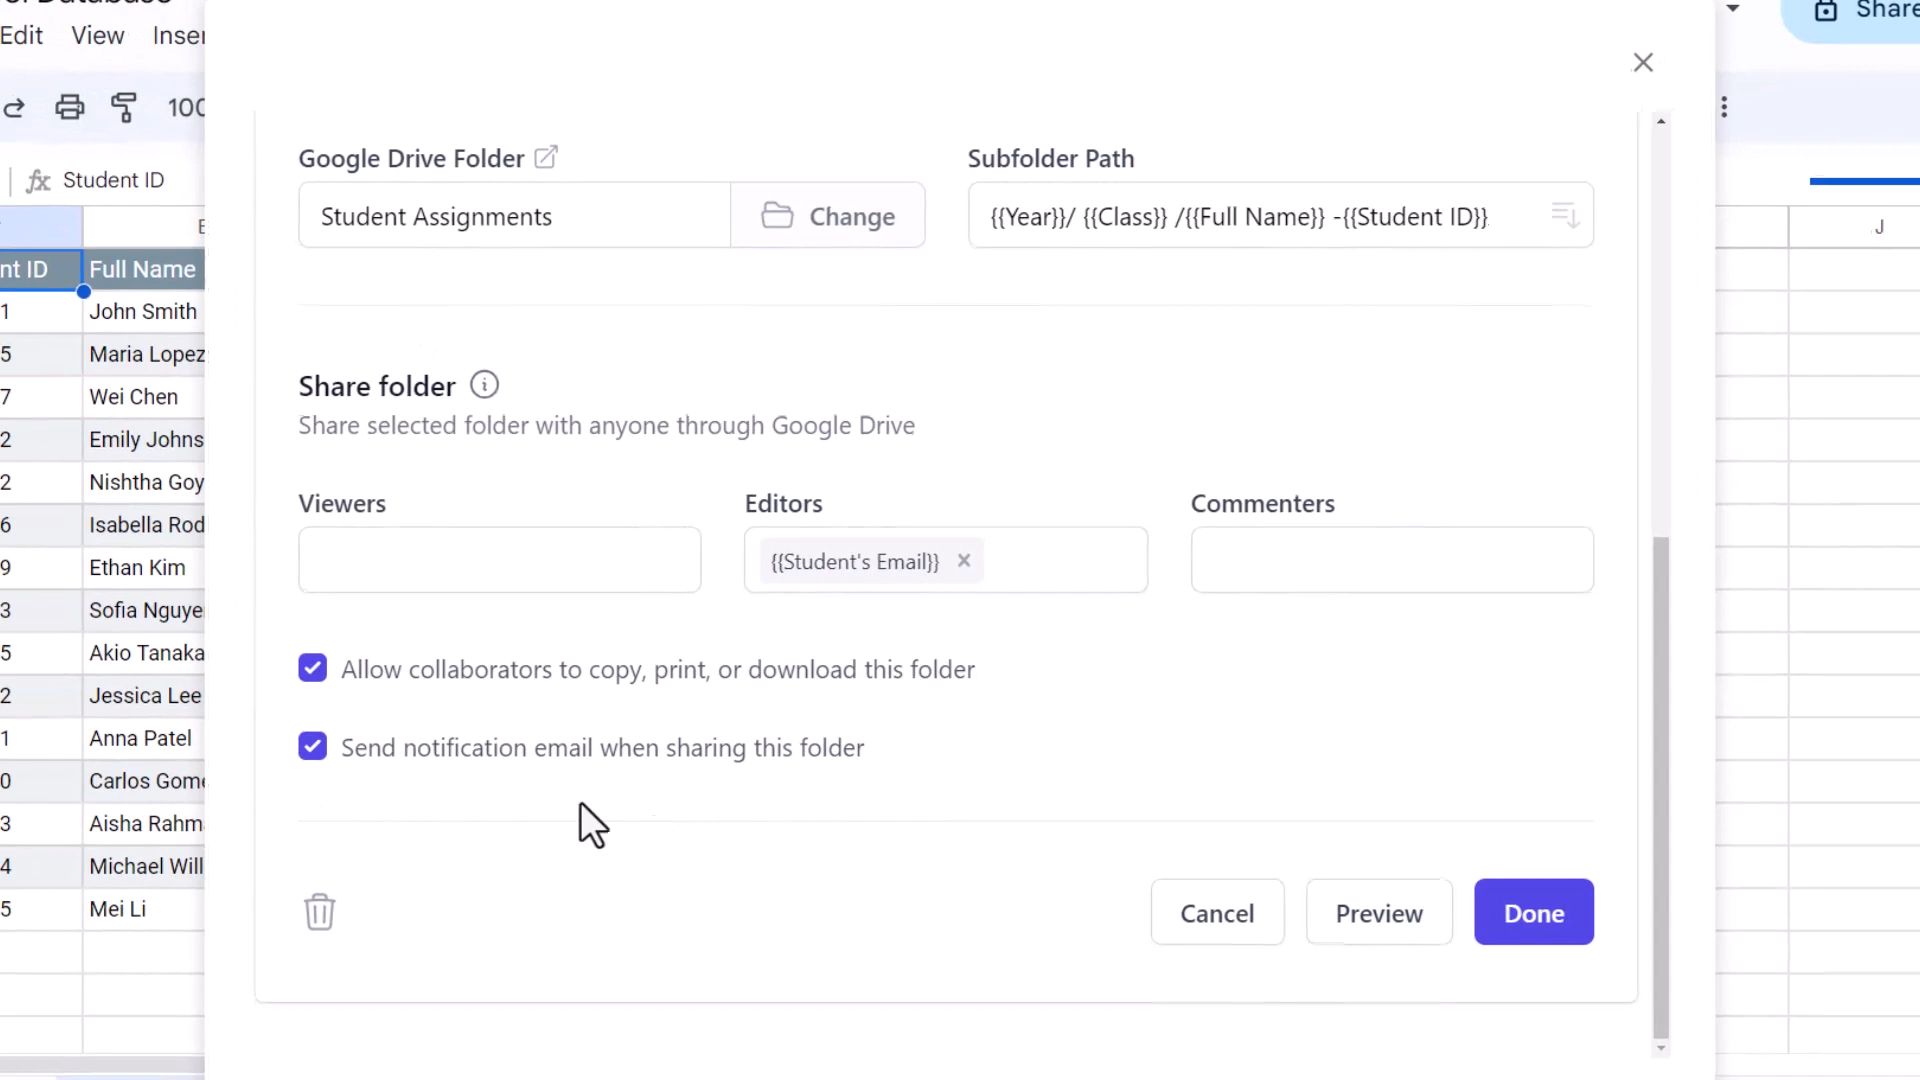 Share
Edit View Inser
100
Student ID
J
nt ID Full Name
1 John Smith
5 Maria Lopez
7 Wei Chen
2 Emily Johns
2 Nishtha Goy
6 Isabella Rod
9 Ethan Kim
3 Sofia Nguye
5 Akio Tanaka
2 Jessica Lee
1 Anna Patel
0 Carlos Gom
3 Aisha Rahm
4 Michael Will
5 Mei Li
Google Drive Folder Subfolder Path
Student Assignments Change {{Year}}/ {{Class}} /{{Full Name}} -{{Student ID}}
Share folder
Share selected folder with anyone through Google Drive
Viewers Editors Commenters
{{Student's Email}}
Allow collaborators to copy, print, or download this folder
Send notification email when sharing this folder
Cancel Preview Done